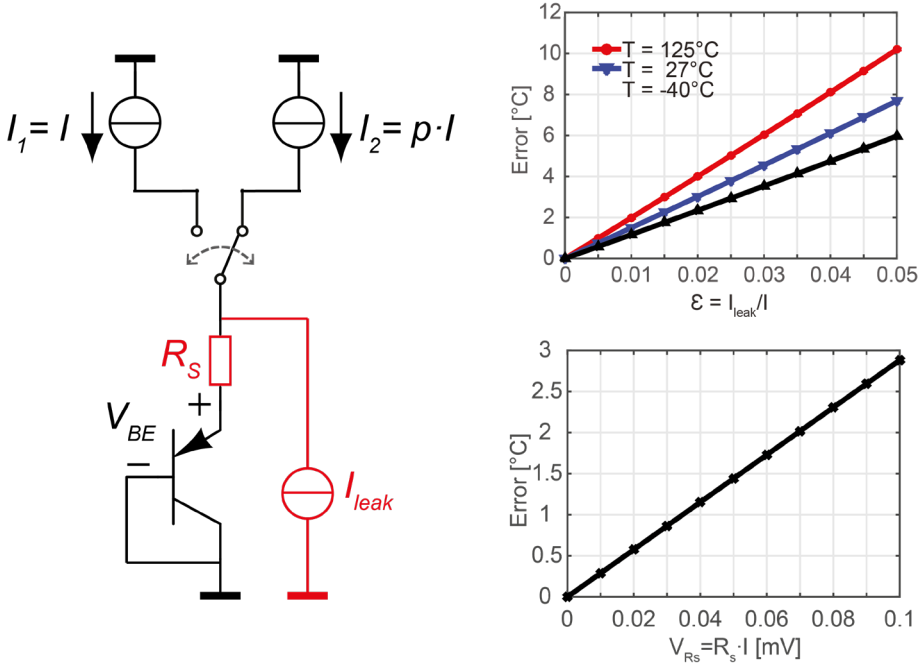 I1= I
I2= p·I
RS
+
VBE
−
Ileak
12
10
8
6
4
2
0
Error [°C]
T = 125°C
T = 27°C
T = -40°C
0 0.01 0.02 0.03 0.04 0.05
Ɛ = Ileak/I
3
2.5
2
1.5
1
0.5
0
Error [°C]
0 0.02 0.04 0.06 0.08 0.1
VRs=Rs·I [mV]